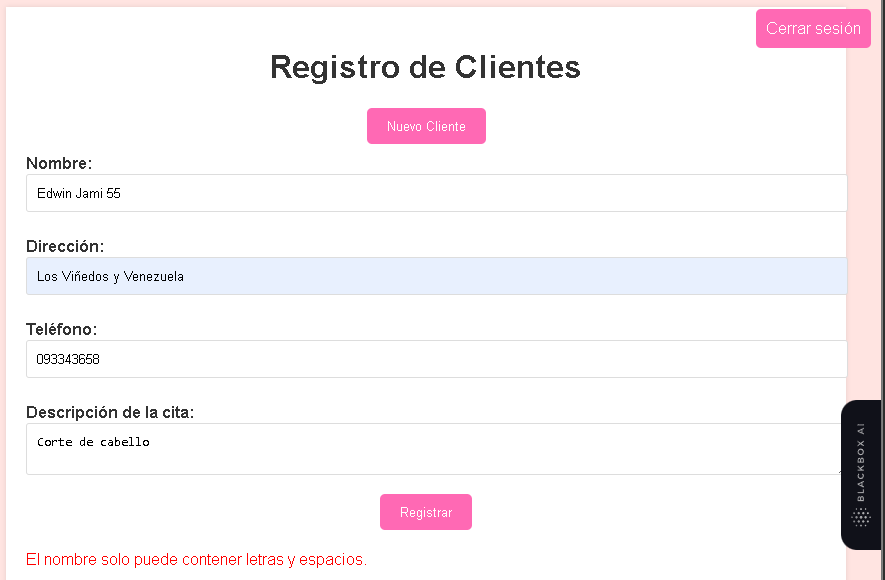 Cerrar sesión
Registro de Clientes
Nuevo Cliente
Nombre:
Edwin Jami 55
Dirección:
Los Viñedos y Venezuela
Teléfono:
093343658
Descripción de la cita:
Corte de cabello
BLACKBOX AI
Registrar
El nombre solo puede contener letras y espacios.